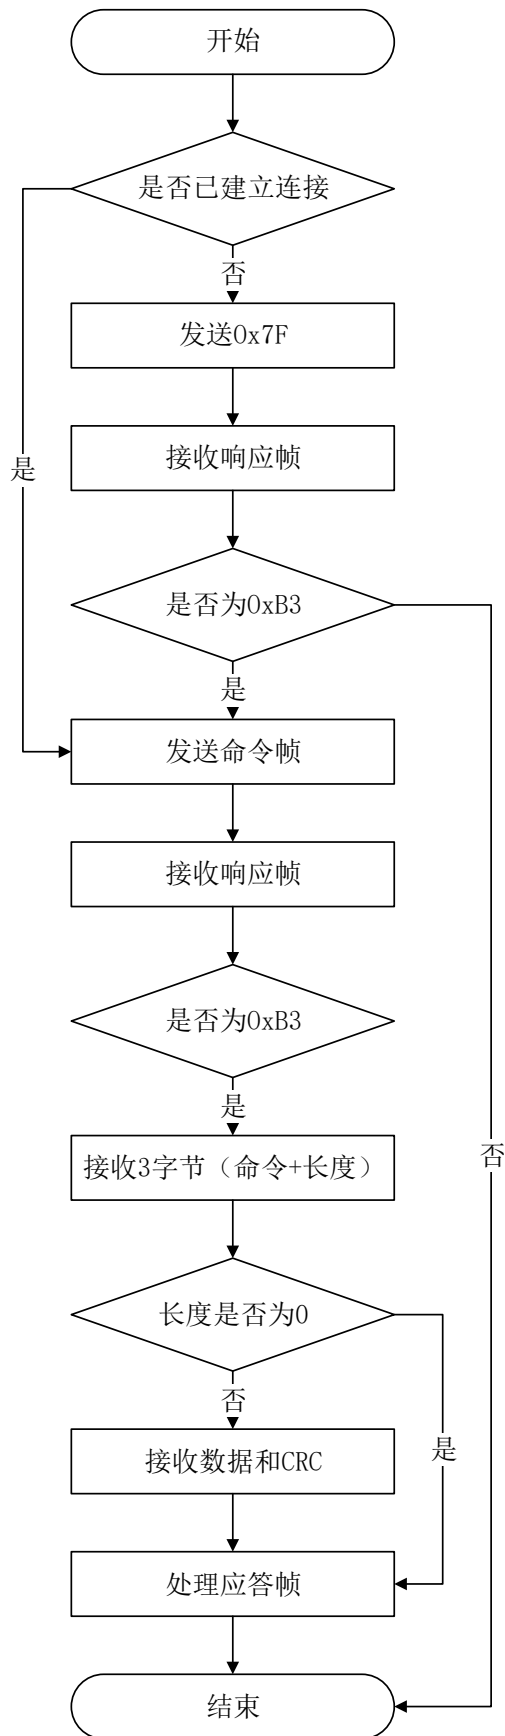 开始
是否已建立连接
否
发送0x7F
接收响应帧
是
是否为0xB3
是
发送命令帧
接收响应帧
是否为0xB3
是
接收3字节（命令+长度）
否
长度是否为0
否
是
接收数据和CRC
处理应答帧
结束